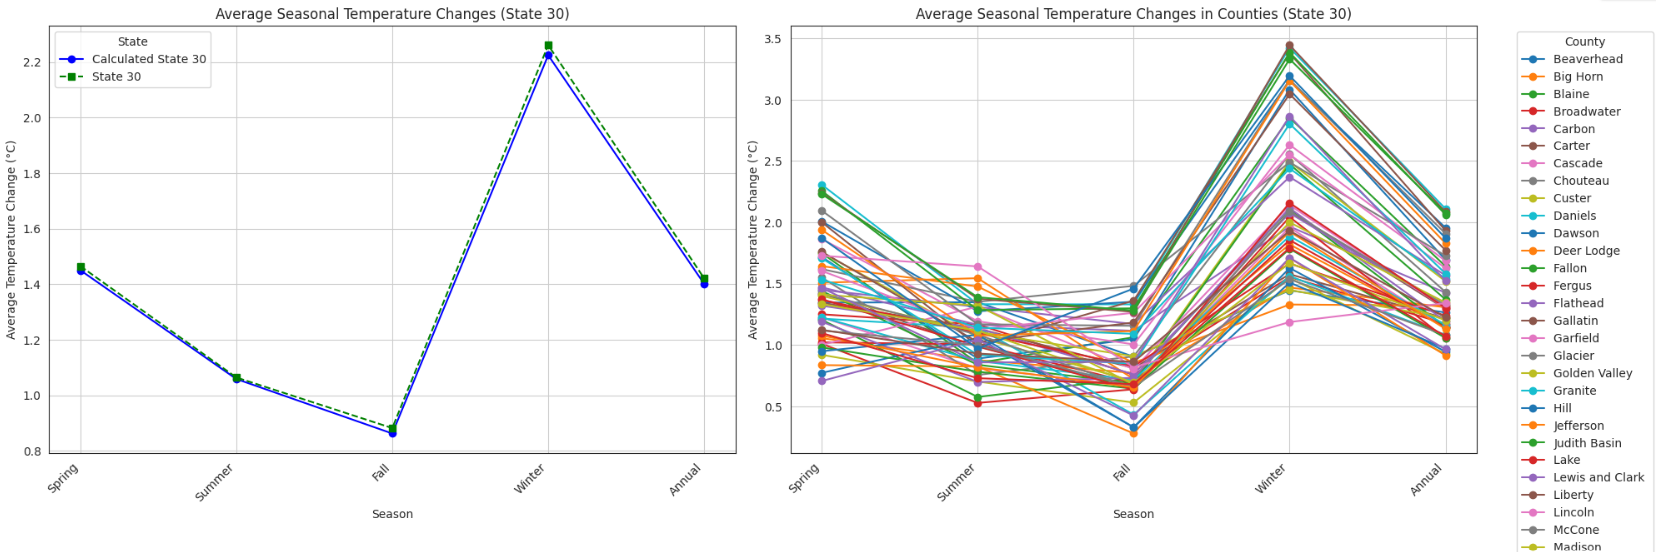 Average Seasonal Temperature Changes (State 30)
Average Temperature Change (°C)
2.2
2.0
1.8
1.6
1.4
1.2
1.0
0.8
State
Calculated State 30
State 30
Spring
Summer
Fall
Winter
Annual
Season
Average Seasonal Temperature Changes in Counties (State 30)
Average Temperature Change (°C)
3.5
3.0
2.5
2.0
1.5
1.0
0.5
Spring
Summer
Fall
Winter
Annual
Season
County
Beaverhead
Big Horn
Blaine
Broadwater
Carbon
Carter
Cascade
Chouteau
Custer
Daniels
Dawson
Deer Lodge
Fallon
Fergus
Flathead
Gallatin
Garfield
Glacier
Golden Valley
Granite
Hill
Jefferson
Judith Basin
Lake
Lewis and Clark
Liberty
Lincoln
McCone
Madison